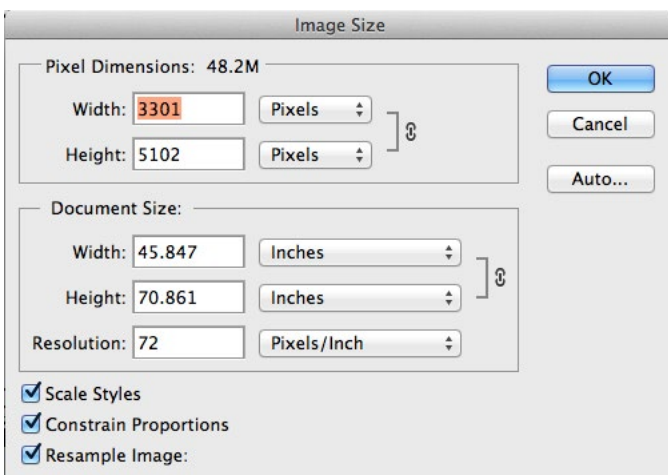 Image Size
Pixel Dimensions: 48.2M
OK
Width: 3301 Pixels
Cancel
Height: 5102 Pixels
Auto...
Document Size:
Width: 45.847 Inches
Height: 70.861 Inches
Resolution: 72 Pixels/Inch
Scale Styles
Constrain Proportions
Resample Image: